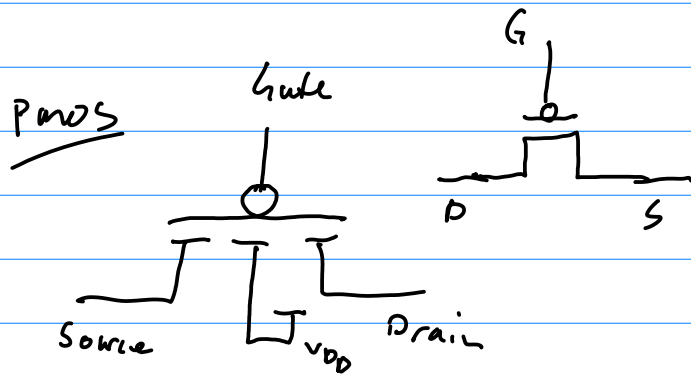 PMOS
Gate
G
D
S
Source
VDD
Drain